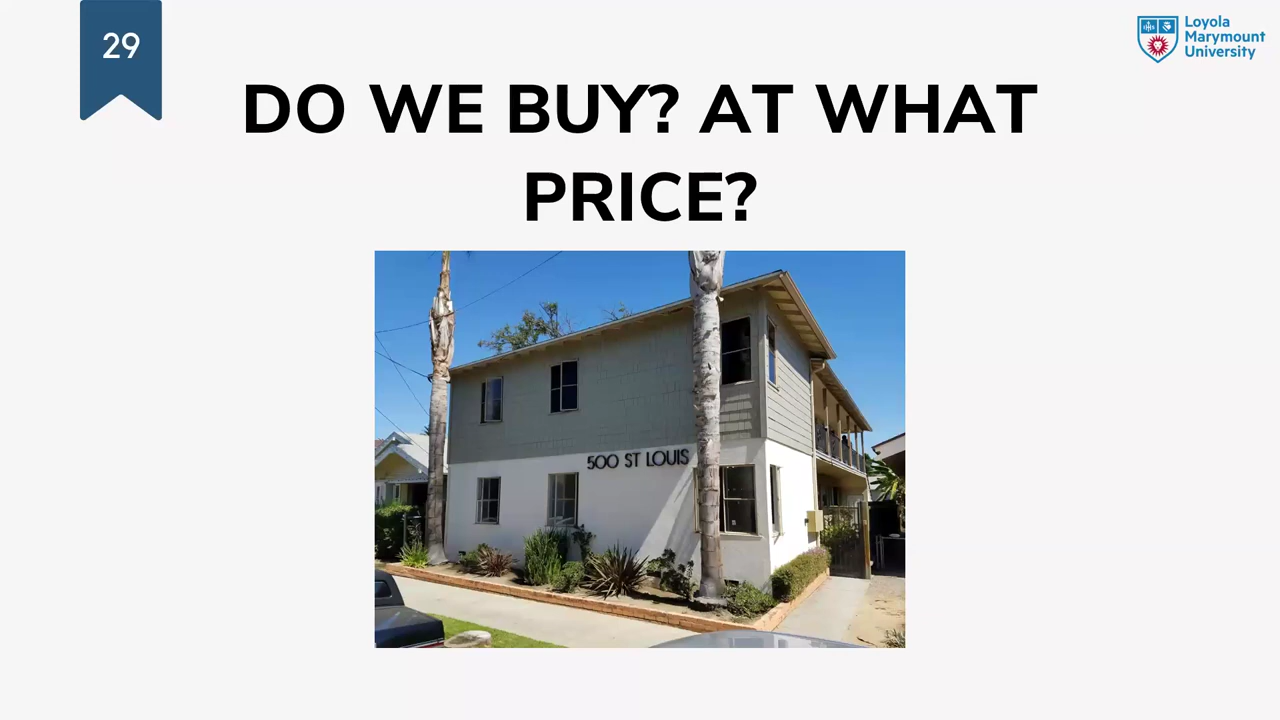 29
Loyola
Marymount
University
DO WE BUY? AT WHAT
PRICE?
500 ST LOUIS